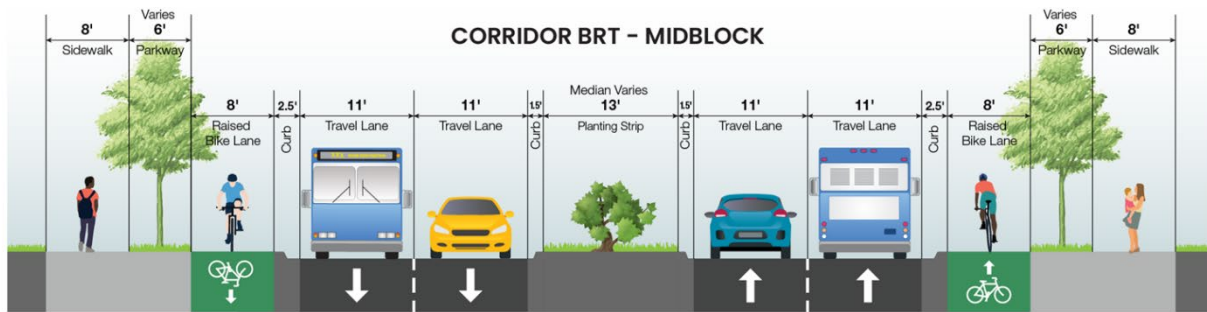 CORRIDOR BRT - MIDBLOCK
8'
Sidewalk
Varies
6'
Parkway
8'
Raised
Bike Lane
2.5'
Curb
11'
Travel Lane
11'
Travel Lane
1.5'
Curb
Median Varies
13'
Planting Strip
1.5'
Curb
11'
Travel Lane
11'
Travel Lane
2.5'
Curb
8'
Raised
Bike Lane
Varies
6'
Parkway
8'
Sidewalk